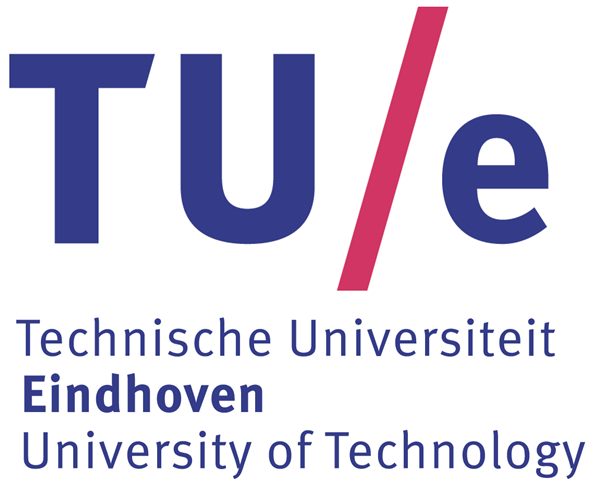 TU/e
Technische Universiteit
Eindhoven
University of Technology